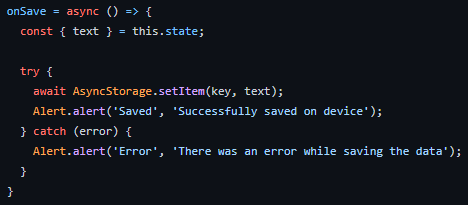 onSave = async () => {
  const { text } = this.state;

  try {
    await AsyncStorage.setItem(key, text);
    Alert.alert('Saved', 'Successfully saved on device');
  } catch (error) {
    Alert.alert('Error', 'There was an error while saving the data');
  }
}